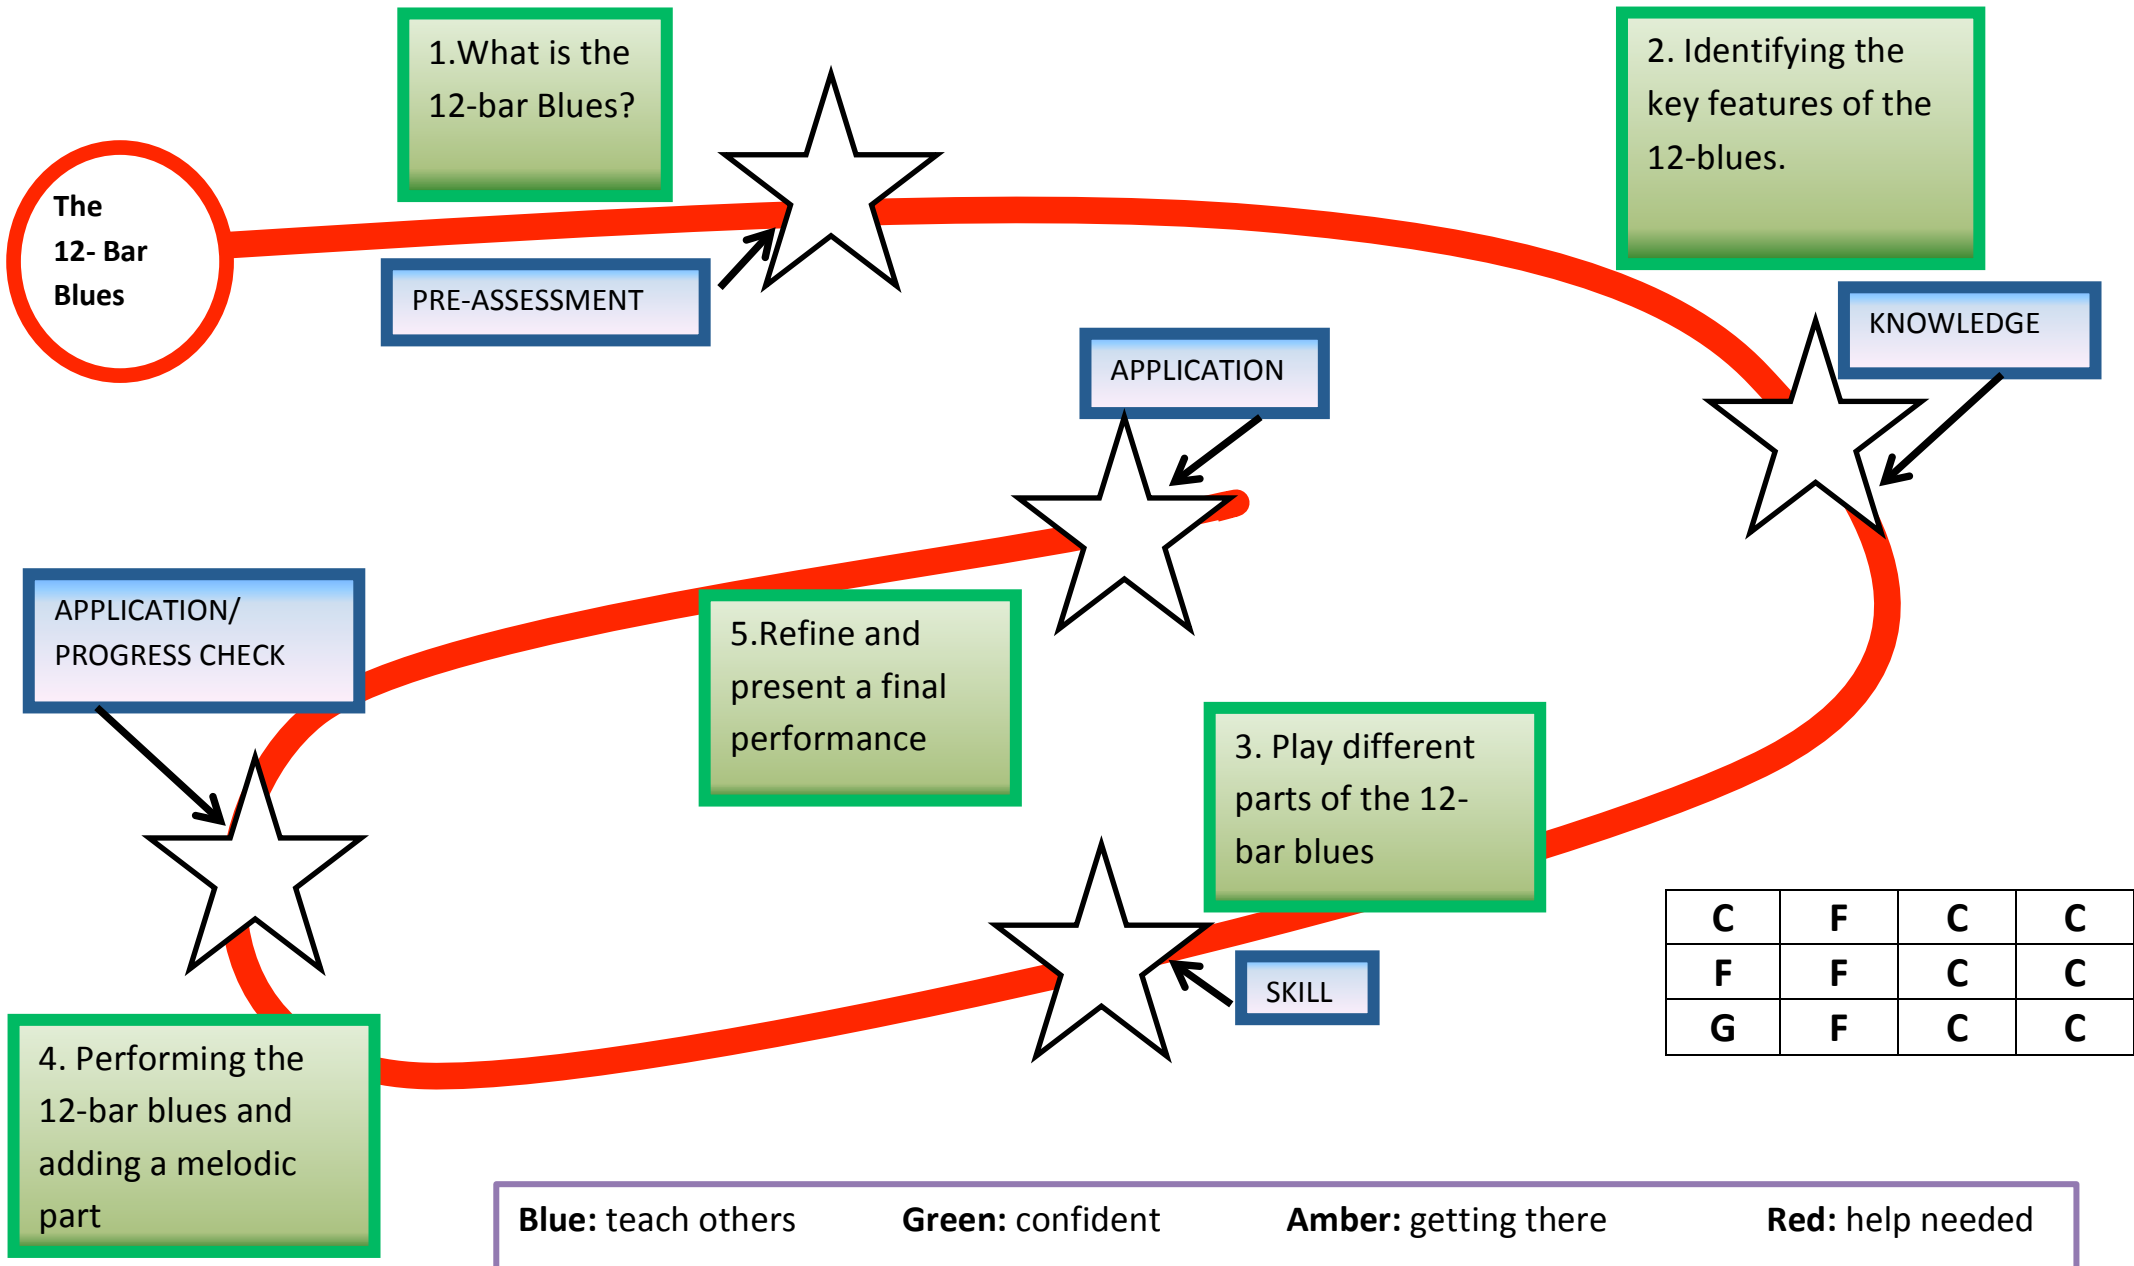 The
12- Bar
Blues
1.What is the
12-bar Blues?
PRE-ASSESSMENT
2. Identifying the
key features of the
12-blues.
KNOWLEDGE
3. Play different
parts of the 12-
bar blues
SKILL
4. Performing the
12-bar blues and
adding a melodic
part
APPLICATION/
PROGRESS CHECK
5.Refine and
present a final
performance
APPLICATION
C F C C
F F C C
G F C C
Blue: teach others Green: confident Amber: getting there Red: help needed